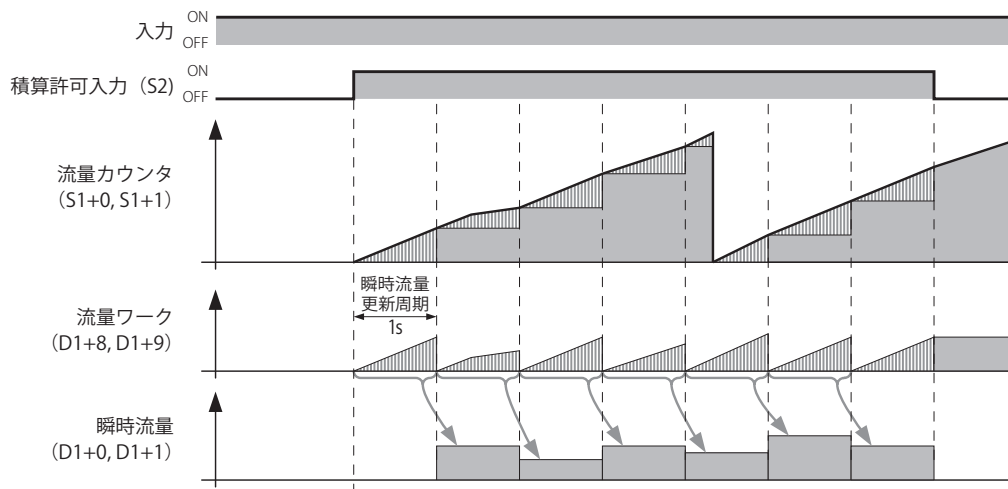 ON
入力
OFF
ON
積算許可入力（S2）
OFF
流量カウンタ
（S1+0, S1+1）
瞬時流量
更新周期
1s
流量ワーク
（D1+8, D1+9）
瞬時流量
（D1+0, D1+1）